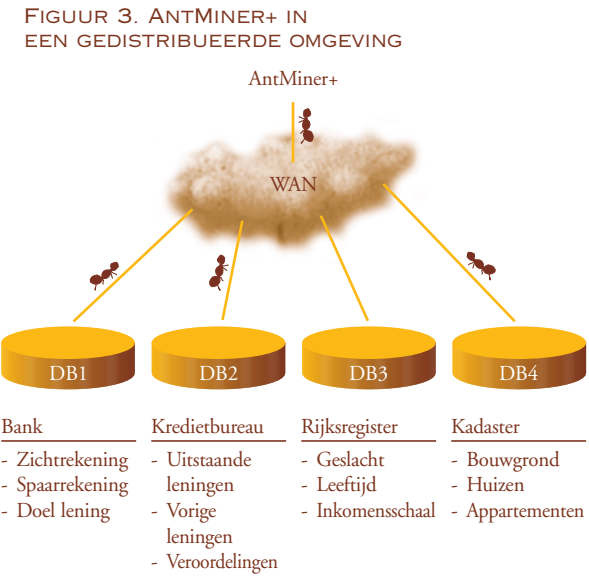 FIGUUR 3. ANTMINER+ IN
EEN GEDISTRIBUEERDE OMGEVING
AntMiner+
WAN
DB1
DB2
DB3
DB4
Bank
- Zichtrekening
- Spaarrekening
- Doel lening
Kredietbureau
- Uitstaande
leningen
- Vorige
leningen
- Veroordelingen
Rijksregister
- Geslacht
- Leeftijd
- Inkomensschaal
Kadaster
- Bouwgrond
- Huizen
- Appartementen